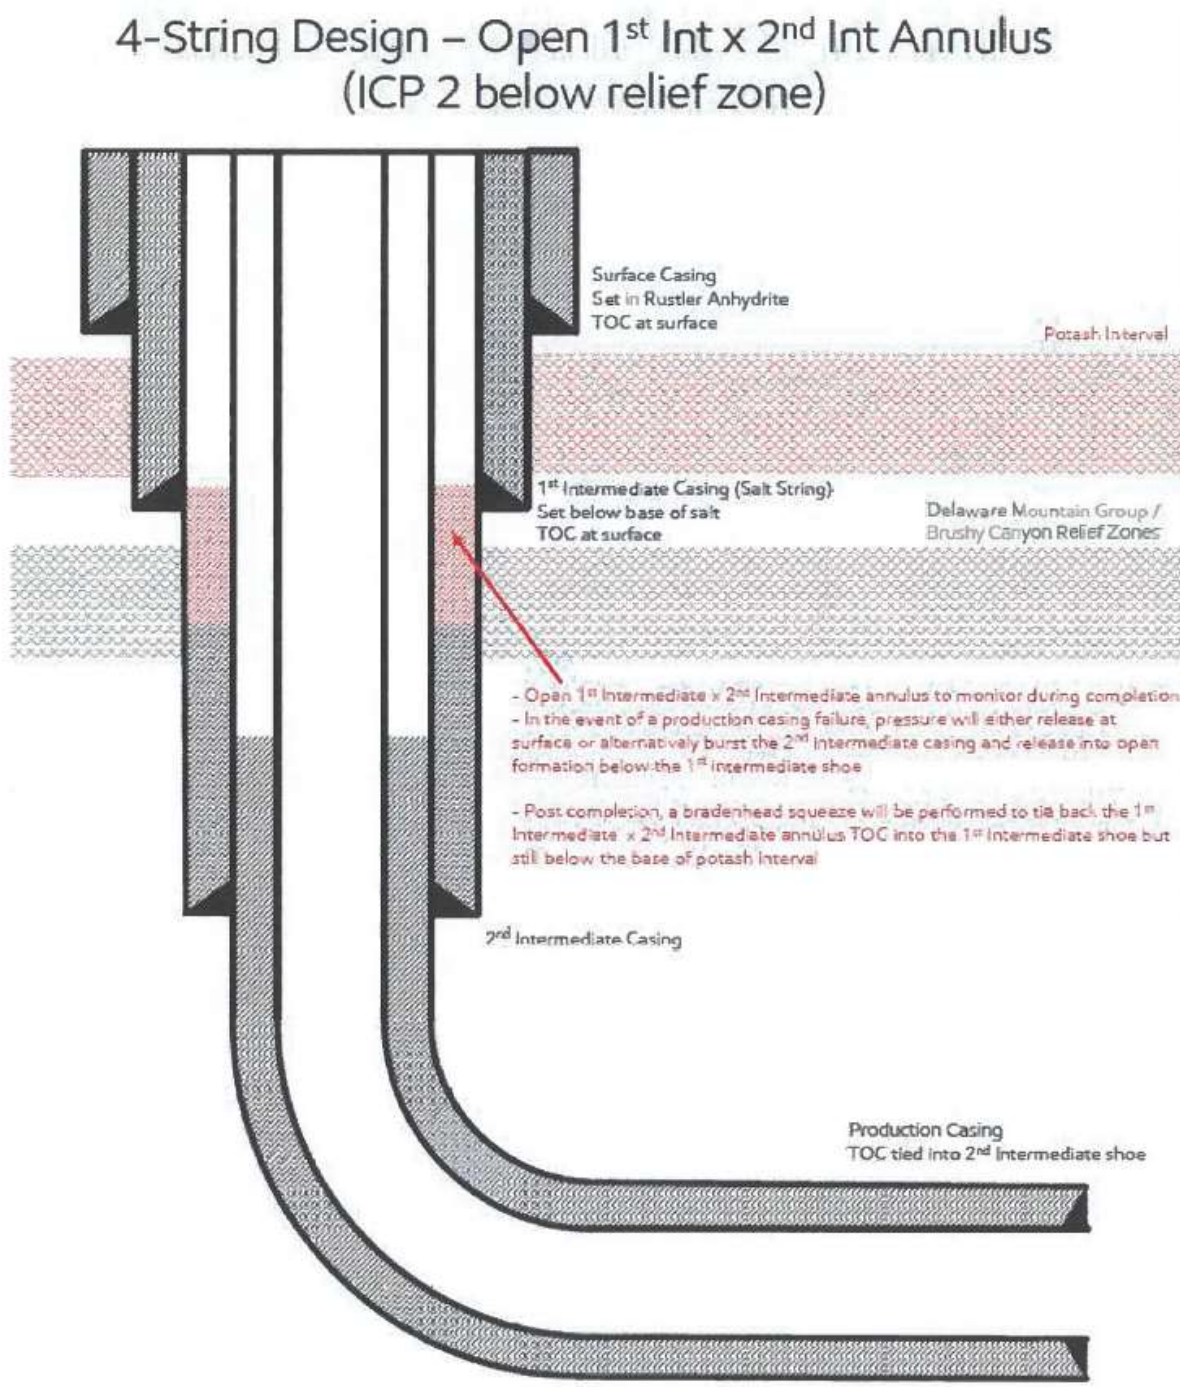 4-String Design – Open 1st Int x 2nd Int Annulus
(ICP 2 below relief zone)
Surface Casing
Set in Rustler Anhydrite
TOC at surface
Potash Interval
1st Intermediate Casing (Salt String)
Set below base of salt
TOC at surface
Delaware Mountain Group /
Brushy Canyon Relief Zones
- Open 1st Intermediate x 2nd Intermediate annulus to monitor during completion
- In the event of a production casing failure, pressure will either release at
surface or alternatively burst the 2nd Intermediate casing and release into open
formation below the 1st intermediate shoe
- Post completion, a bradenhead squeeze will be performed to tie back the 1st
Intermediate x 2nd Intermediate annulus TOC into the 1st Intermediate shoe but
still below the base of potash interval
2nd Intermediate Casing
Production Casing
TOC tied into 2nd Intermediate shoe